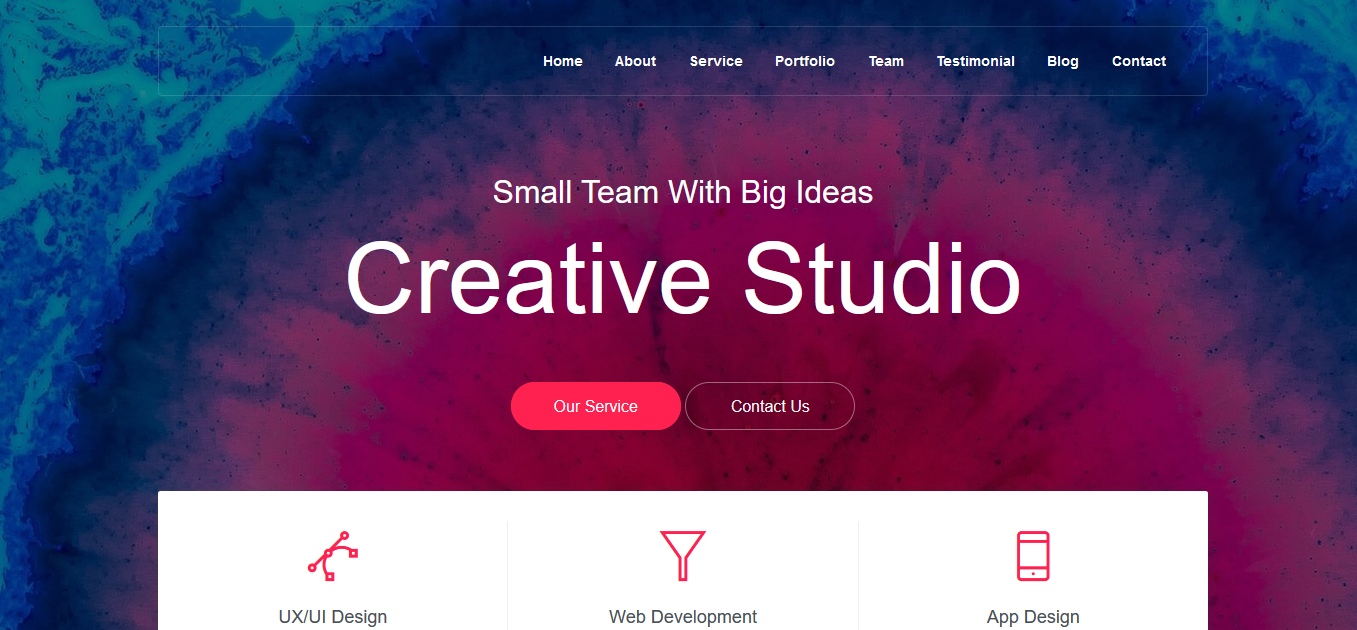 Home About Service Portfolio Team Testimonial Blog Contact
Small Team With Big Ideas
Creative Studio
Our Service Contact Us
UX/UI Design Web Development App Design